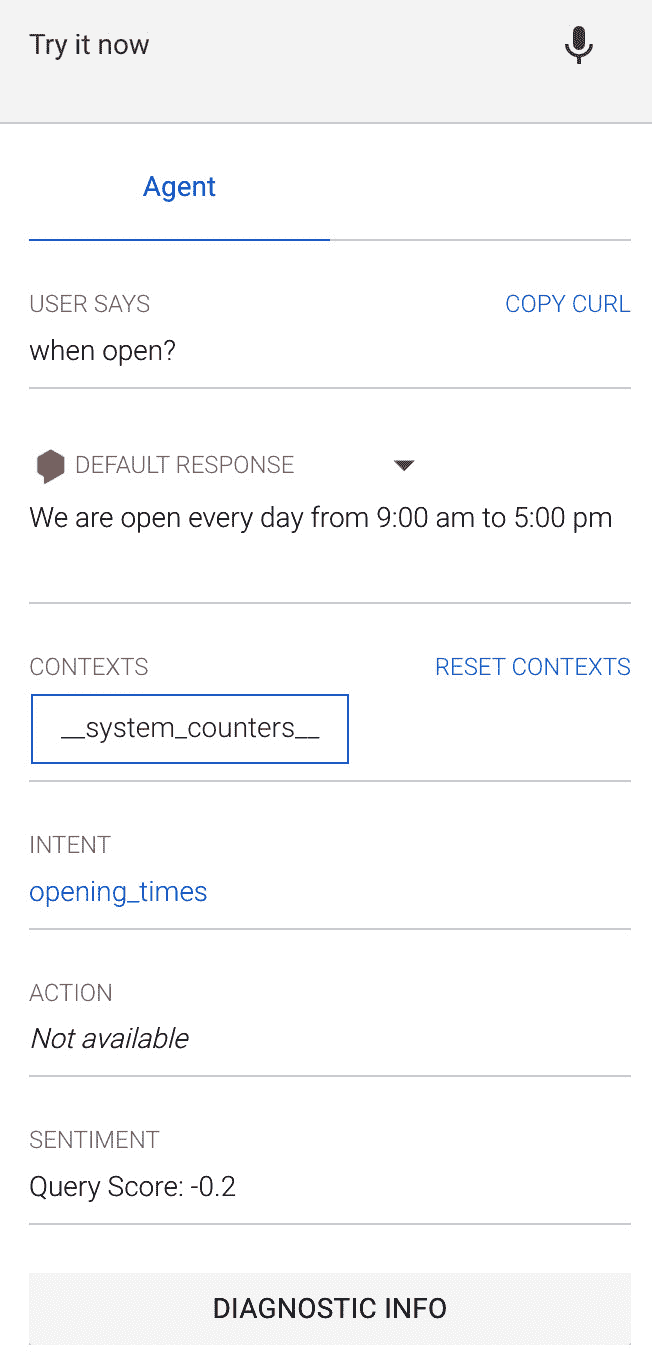 Try it now
Agent
USER SAYS COPY CURL
when open?
DEFAULT RESPONSE
We are open every day from 9:00 am to 5:00 pm
CONTEXTS RESET CONTEXTS
__system_counters__
INTENT
opening_times
ACTION
Not available
SENTIMENT
Query Score: -0.2
DIAGNOSTIC INFO